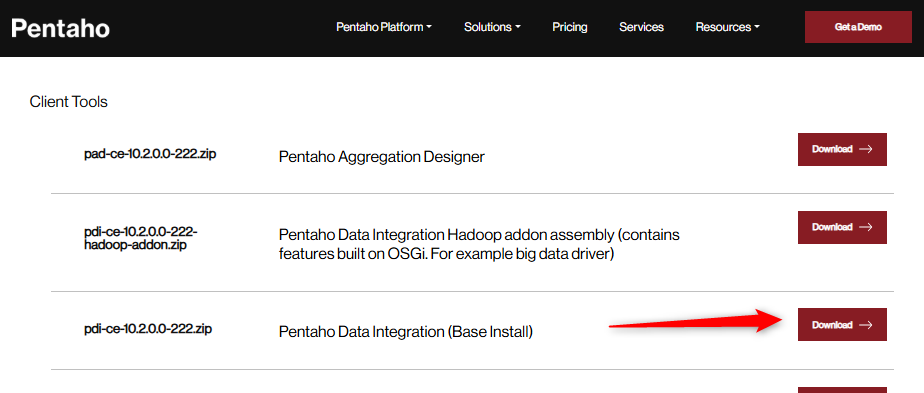 Pentaho
Pentaho Platform
Solutions
Pricing
Services
Resources
Get a Demo
Client Tools
pad-ce-10.2.0.0-222.zip
Pentaho Aggregation Designer
Download
pdi-ce-10.2.0.0-222-
hadoop-addon.zip
Pentaho Data Integration Hadoop addon assembly (contains
features built on OSGi. For example big data driver)
Download
pdi-ce-10.2.0.0-222.zip
Pentaho Data Integration (Base Install)
Download